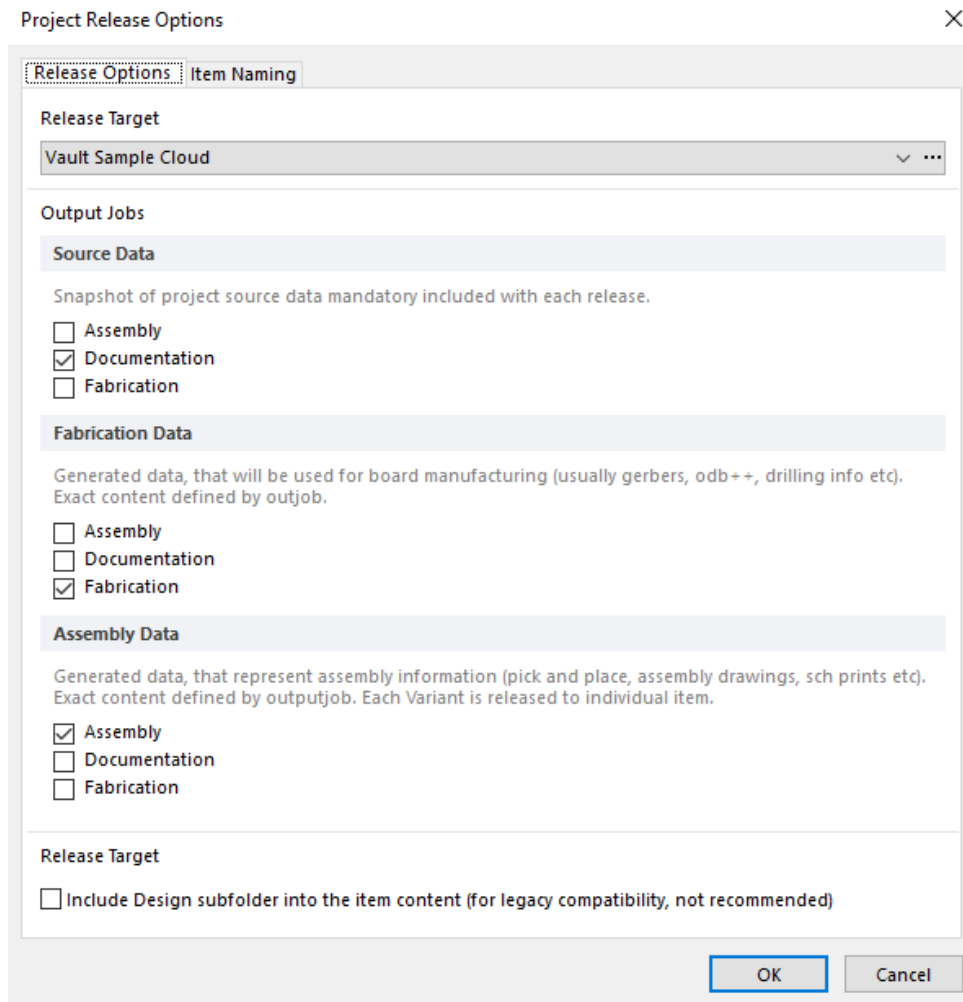 Project Release Options
Release Options Item Naming
Release Target
Vault Sample Cloud
Output Jobs
Source Data
Snapshot of project source data mandatory included with each release.
Assembly
Documentation
Fabrication
Fabrication Data
Generated data, that will be used for board manufacturing (usually gerbers, odb++, drilling info etc).
Exact content defined by outjob.
Assembly
Documentation
Fabrication
Assembly Data
Generated data, that represent assembly information (pick and place, assembly drawings, sch prints etc).
Exact content defined by outputjob. Each Variant is released to individual item.
Assembly
Documentation
Fabrication
Release Target
Include Design subfolder into the item content (for legacy compatibility, not recommended)
OK Cancel